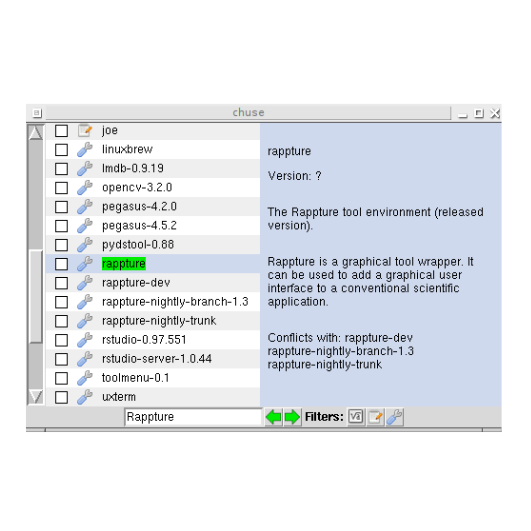 chuse
joe
linuxbrew
lmdb-0.9.19
opencv-3.2.0
pegasus-4.2.0
pegasus-4.5.2
pydstool-0.88
rappture
rappture-dev
rappture-nightly-branch-1.3
rappture-nightly-trunk
rstudio-0.97.551
rstudio-server-1.0.44
toolmenu-0.1
uxterm
rappture
Version: ?
The Rappture tool environment (released
version).
Rappture is a graphical tool wrapper. It
can be used to add a graphical user
interface to a conventional scientific
application.
Conflicts with: rappture-dev
rappture-nightly-branch-1.3
rappture-nightly-trunk
Rappture
Filters: